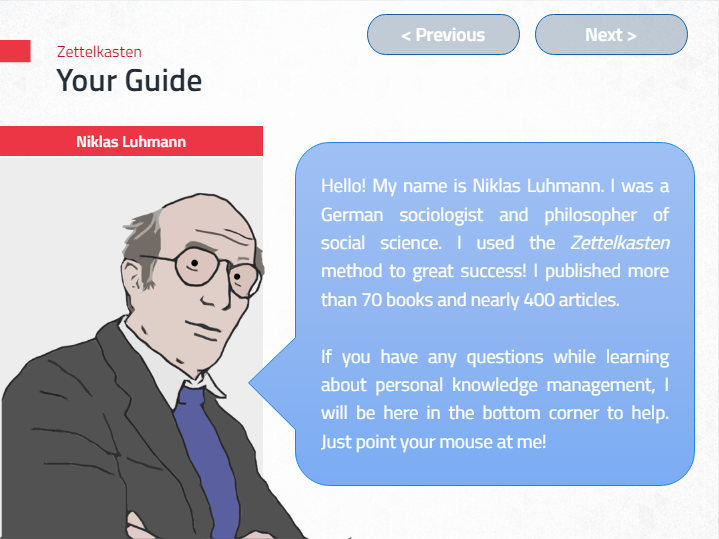 < Previous
Next >
Zettelkasten
Your Guide
Niklas Luhmann
Hello! My name is Niklas Luhmann. I was a
German sociologist and philosopher of
social science. I used the Zettelkasten
method to great success! I published more
than 70 books and nearly 400 articles.
If you have any questions while learning
about personal knowledge management, I
will be here in the bottom corner to help.
Just point your mouse at me!